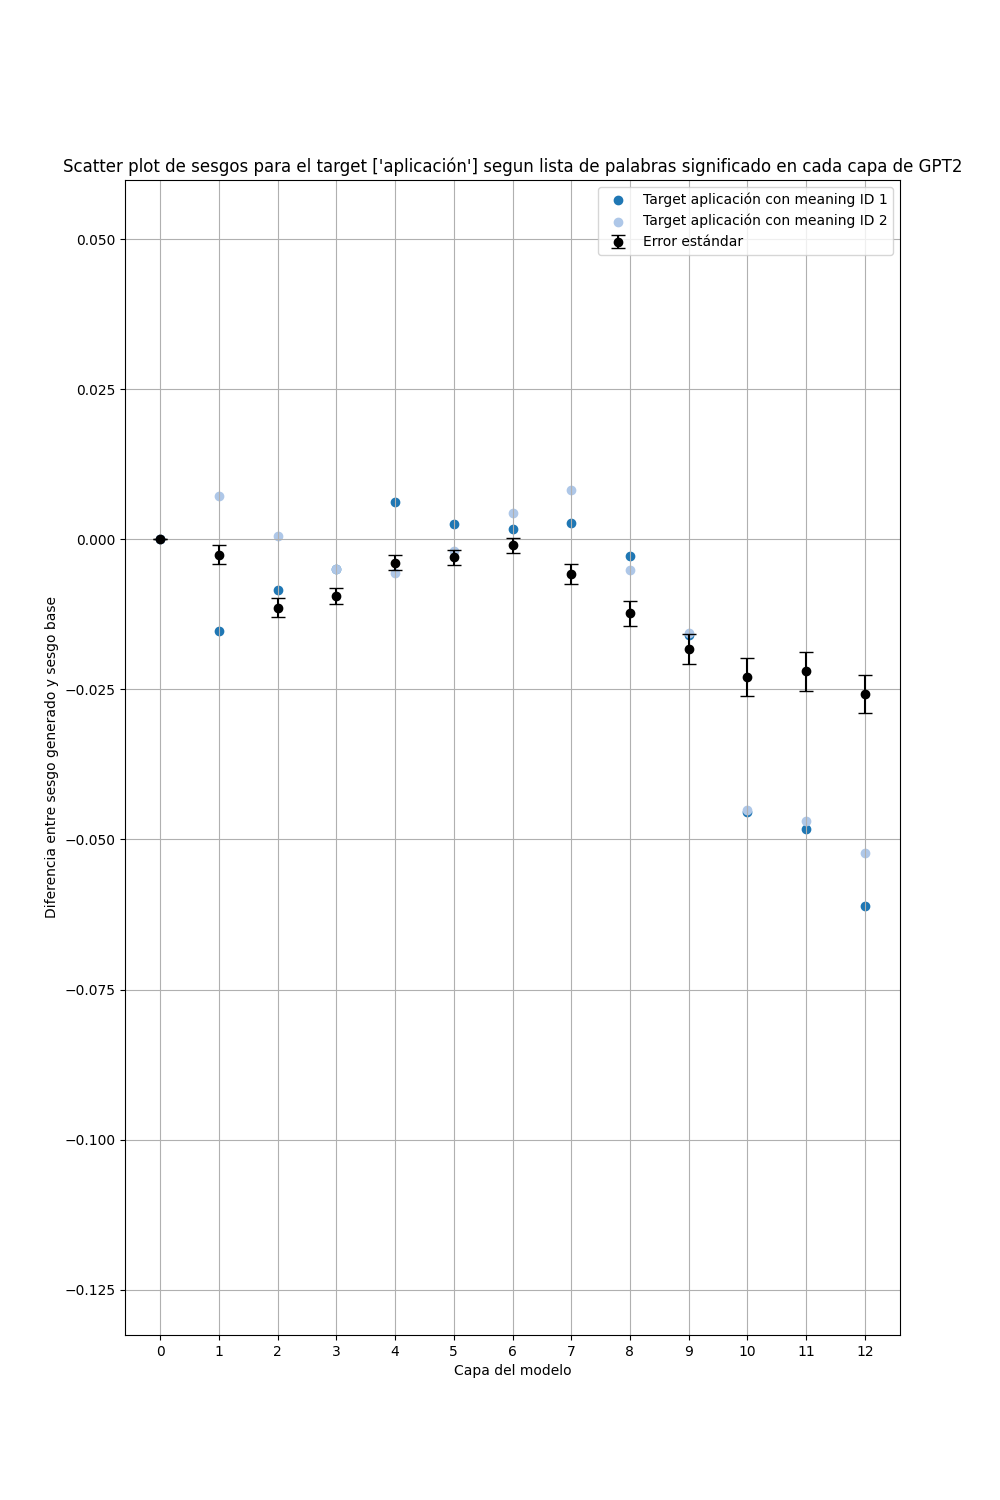 Scatter plot de sesgos para el target ['aplicación'] segun lista de palabras significado en cada capa de GPT2
Target aplicación con meaning ID 1
Target aplicación con meaning ID 2
Error estándar
0.050
0.025
0.000
−0.025
−0.050
−0.075
−0.100
−0.125
Diferencia entre sesgo generado y sesgo base
0 1 2 3 4 5 6 7 8 9 10 11 12
Capa del modelo